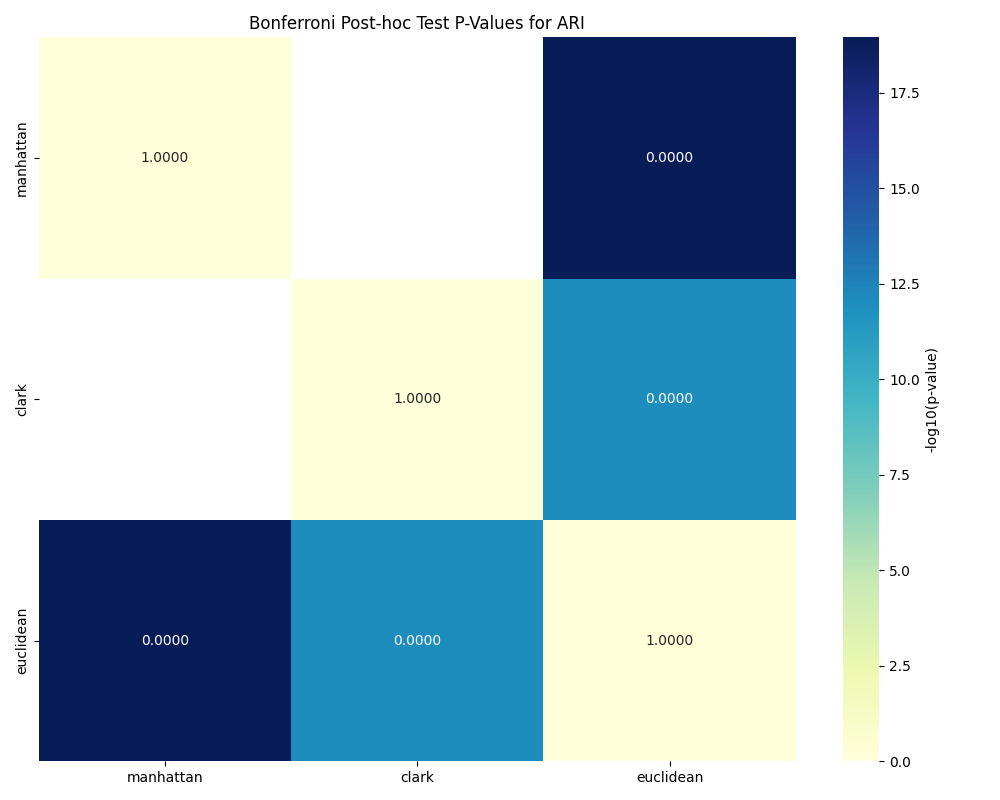 Bonferroni Post-hoc Test P-Values for ARI
manhattan
1.0000
0.0000
clark
1.0000
0.0000
euclidean
0.0000
0.0000
1.0000
manhattan
clark
euclidean
17.5
15.0
12.5
10.0
7.5
5.0
2.5
0.0
-log10(p-value)